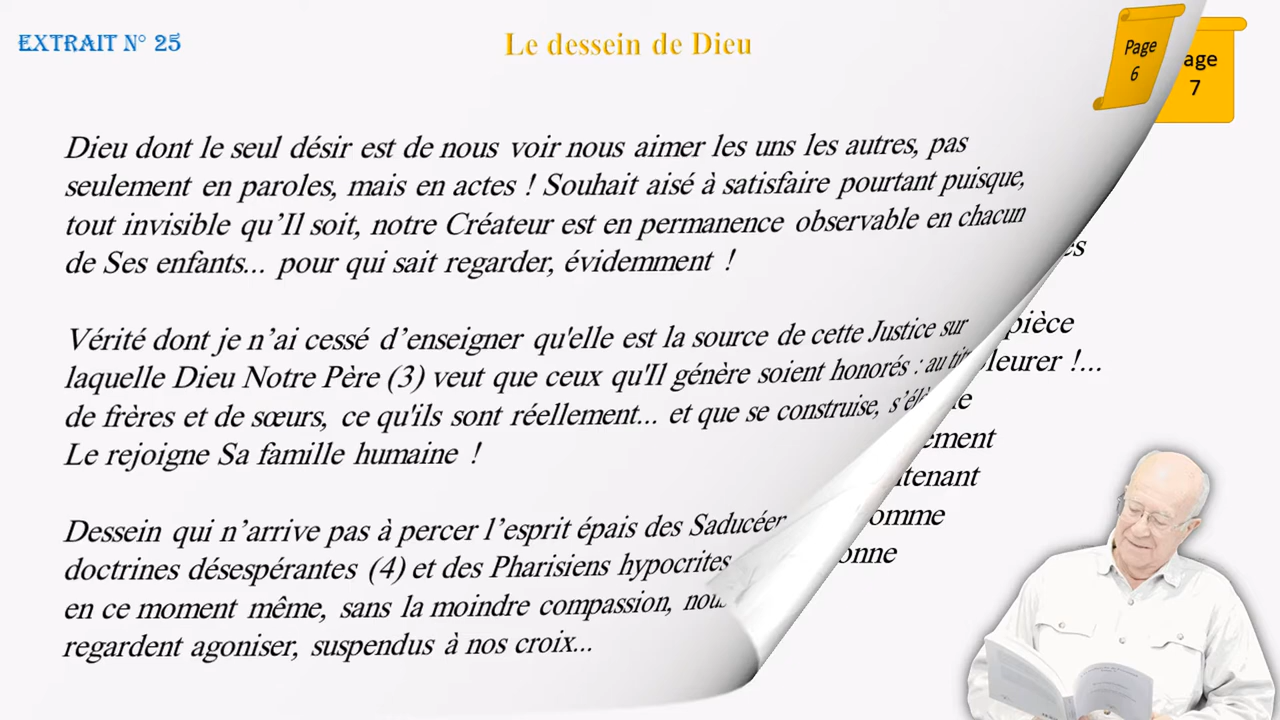 EXTRAIT N° 25
Le dessein de Dieu
Page
6
age
7
Dieu dont le seul désir est de nous voir nous aimer les uns les autres, pas
seulement en paroles, mais en actes ! Souhait aisé à satisfaire pourtant puisque,
tout invisible qu’Il soit, notre Créateur est en permanence observable en chacun
de Ses enfants... pour qui sait regarder, évidemment !
Vérité dont je n’ai cessé d’enseigner qu'elle est la source de cette Justice sur
laquelle Dieu Notre Père (3) veut que ceux qu'Il génère soient honorés : au
de frères et de sœurs, ce qu'ils sont réellement... et que se construise,
Le rejoigne Sa famille humaine !
Dessein qui n’arrive pas à percer l’esprit épais des
doctrines désespérantes (4) et des Pharisiens hypocrites
en ce moment même, sans la moindre compassion,
regardent agoniser, suspendus à nos croix...
es
pièce
leurer !...
ement
tenant
omme
onne